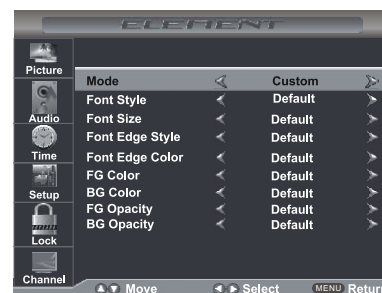 ELEMENT
Picture
Audio
Time
Setup
Lock
Channel
Mode Custom
Font Style Default
Font Size Default
Font Edge Style Default
Font Edge Color Default
FG Color Default
BG Color Default
FG Opacity Default
BG Opacity Default
Move Select MENU Return